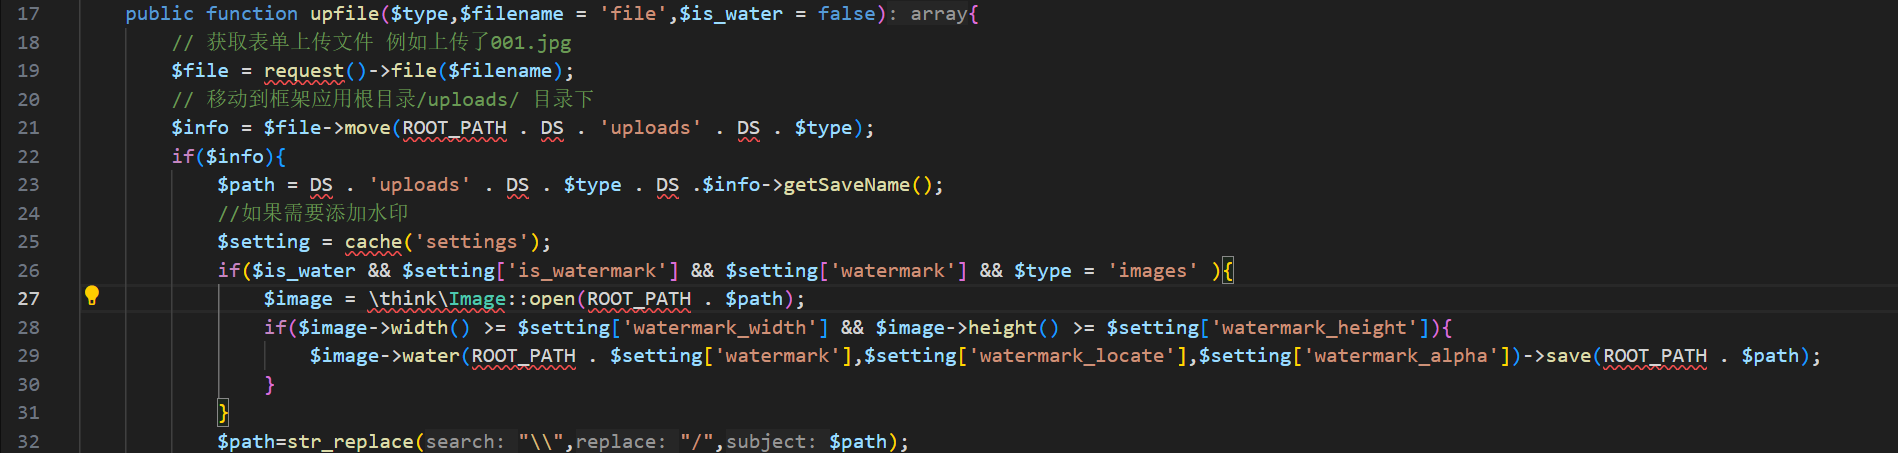 17 public function upfile($type,$filename = 'file',$is_water = false): array{
18 // 获取表单上传文件 例如上传了001.jpg
19 $file = request()->file($filename);
20 // 移动到框架应用根目录/uploads/ 目录下
21 $info = $file->move(ROOT_PATH . DS . 'uploads' . DS . $type);
22 if($info){
23 $path = DS . 'uploads' . DS . $type . DS .$info->getSaveName();
24 //如果需要添加水印
25 $setting = cache('settings');
26 if($is_water && $setting['is_watermark'] && $setting['watermark'] && $type = 'images' ){
27 $image = \think\Image::open(ROOT_PATH . $path);
28 if($image->width() >= $setting['watermark_width'] && $image->height() >= $setting['watermark_height']){
29 $image->water(ROOT_PATH . $setting['watermark'],$setting['watermark_locate'],$setting['watermark_alpha'])->save(ROOT_PATH . $path);
30 }
31 }
32 $path=str_replace(search: "\\",replace: "/",subject: $path);